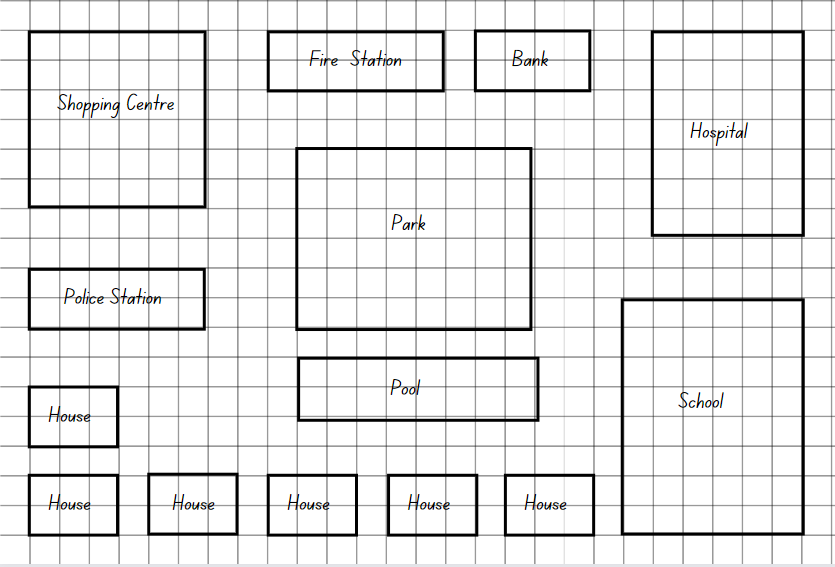 Fire Station
Bank
Shopping Centre
Hospital
Park
Police Station
Pool
School
House
House
House
House
House
House